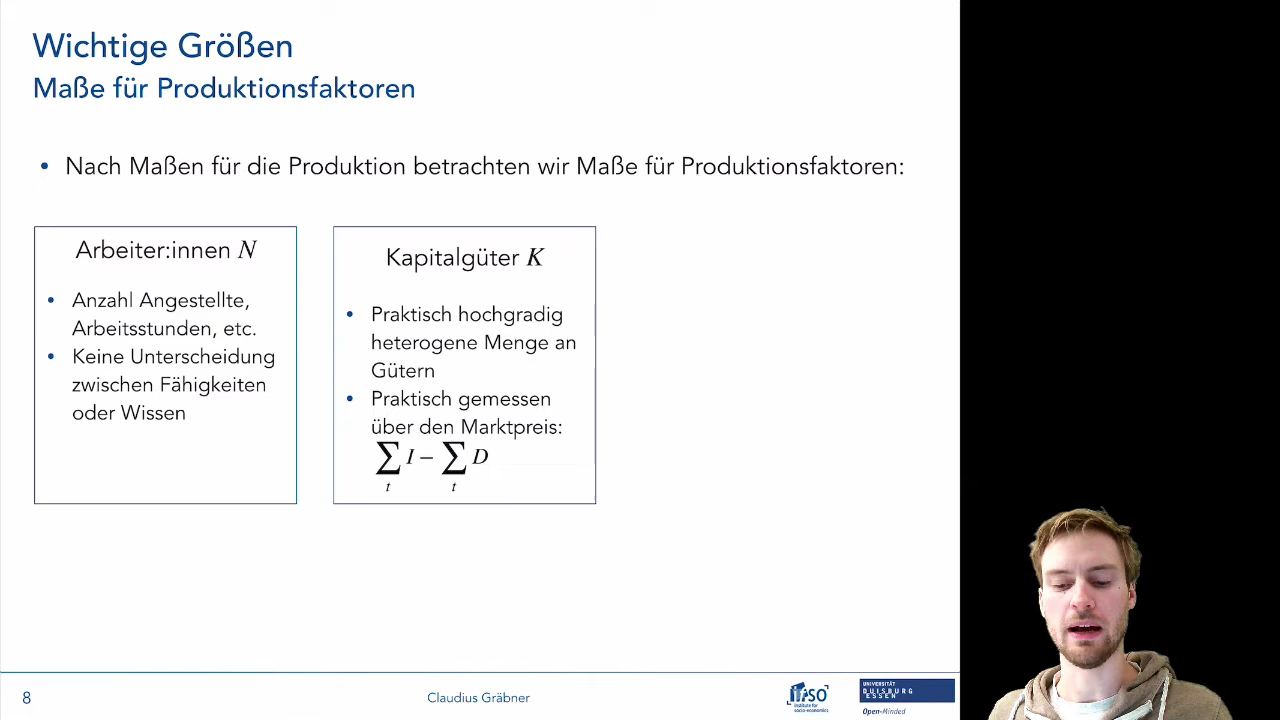 Wichtige Größen
Maße für Produktionsfaktoren
• Nach Maßen für die Produktion betrachten wir Maße für Produktionsfaktoren:
Arbeiter:innen N
• Anzahl Angestellte,
Arbeitsstunden, etc.
• Keine Unterscheidung
zwischen Fähigkeiten
oder Wissen
Kapitalgüter K
• Praktisch hochgradig
heterogene Menge an
Gütern
• Praktisch gemessen
über den Marktpreis:
∑ I − ∑ D
t t
8
Claudius Gräbner
ifso
institute for
socio-economics
UNIVERSITÄT
DUISBURG
ESSEN
Open-Minded